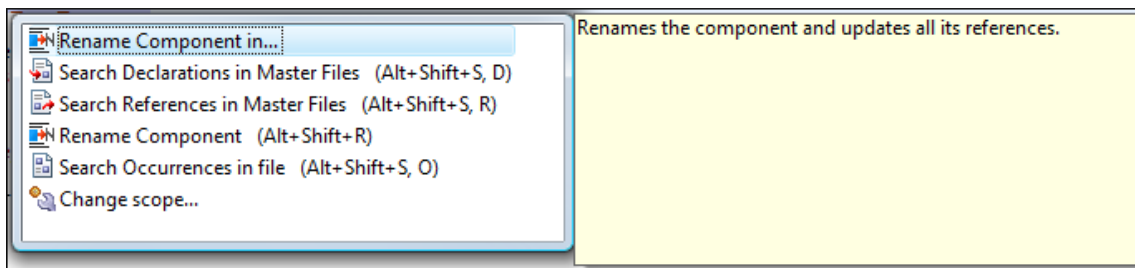 Rename Component in...
Search Declarations in Master Files (Alt+Shift+S, D)
Search References in Master Files (Alt+Shift+S, R)
Rename Component (Alt+Shift+R)
Search Occurrences in file (Alt+Shift+S, O)
Change scope...
Renames the component and updates all its references.